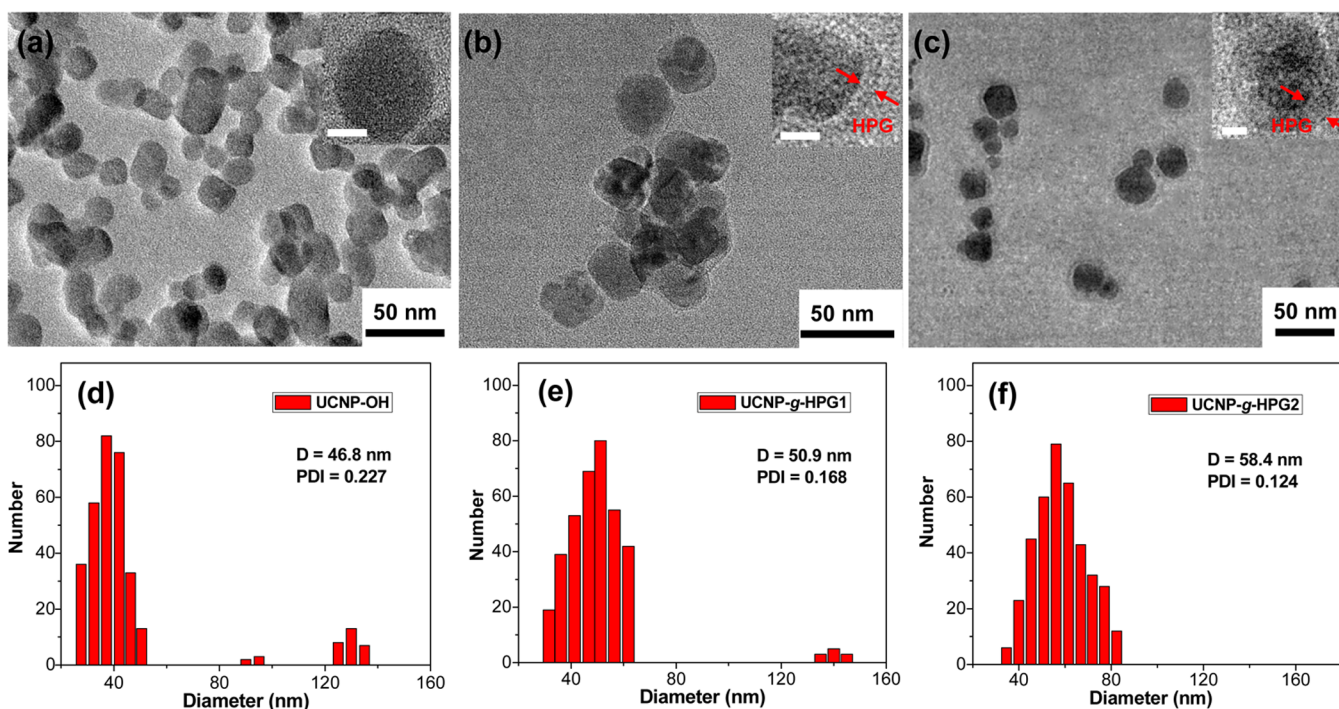 (a)
50 nm
(b)
HPG
50 nm
(c)
HPG
50 nm
(d)
UCNP-OH
D = 46.8 nm
PDI = 0.227
Number
100
80
60
40
20
0
40
80
120
160
Diameter (nm)
(e)
UCNP-g-HPG1
D = 50.9 nm
PDI = 0.168
Number
100
80
60
40
20
0
40
80
120
160
Diameter (nm)
(f)
UCNP-g-HPG2
D = 58.4 nm
PDI = 0.124
Number
100
80
60
40
20
0
40
80
120
160
Diameter (nm)